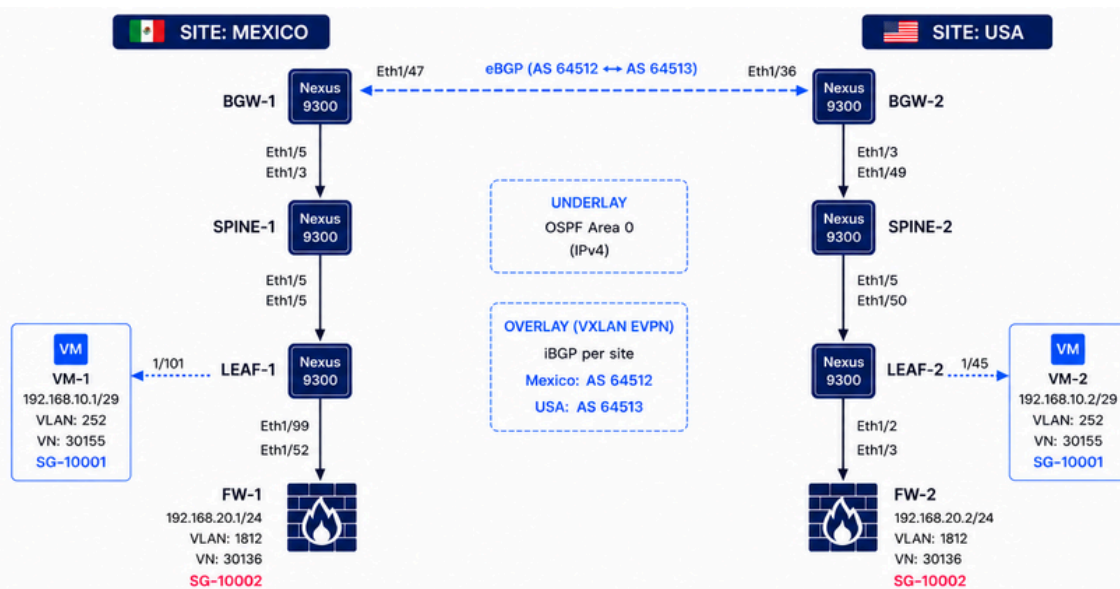 SITE: MEXICO
SITE: USA
BGW-1
Nexus
9300
Eth1/47
eBGP (AS 64512 ↔ AS 64513)
Eth1/36
Nexus
9300
BGW-2
Eth1/5
Eth1/3
Eth1/3
Eth1/49
SPINE-1
Nexus
9300
UNDERLAY
OSPF Area 0
(IPv4)
Nexus
9300
SPINE-2
Eth1/5
Eth1/5
Eth1/5
Eth1/50
OVERLAY (VXLAN EVPN)
iBGP per site
Mexico: AS 64512
USA: AS 64513
VM
VM-1
192.168.10.1/29
VLAN: 252
VN: 30155
SG-10001
1/101
LEAF-1
Nexus
9300
Nexus
9300
LEAF-2
1/45
VM
VM-2
192.168.10.2/29
VLAN: 252
VN: 30155
SG-10001
Eth1/99
Eth1/52
Eth1/2
Eth1/3
FW-1
192.168.20.1/24
VLAN: 1812
VN: 30136
SG-10002
FW-2
192.168.20.2/24
VLAN: 1812
VN: 30136
SG-10002